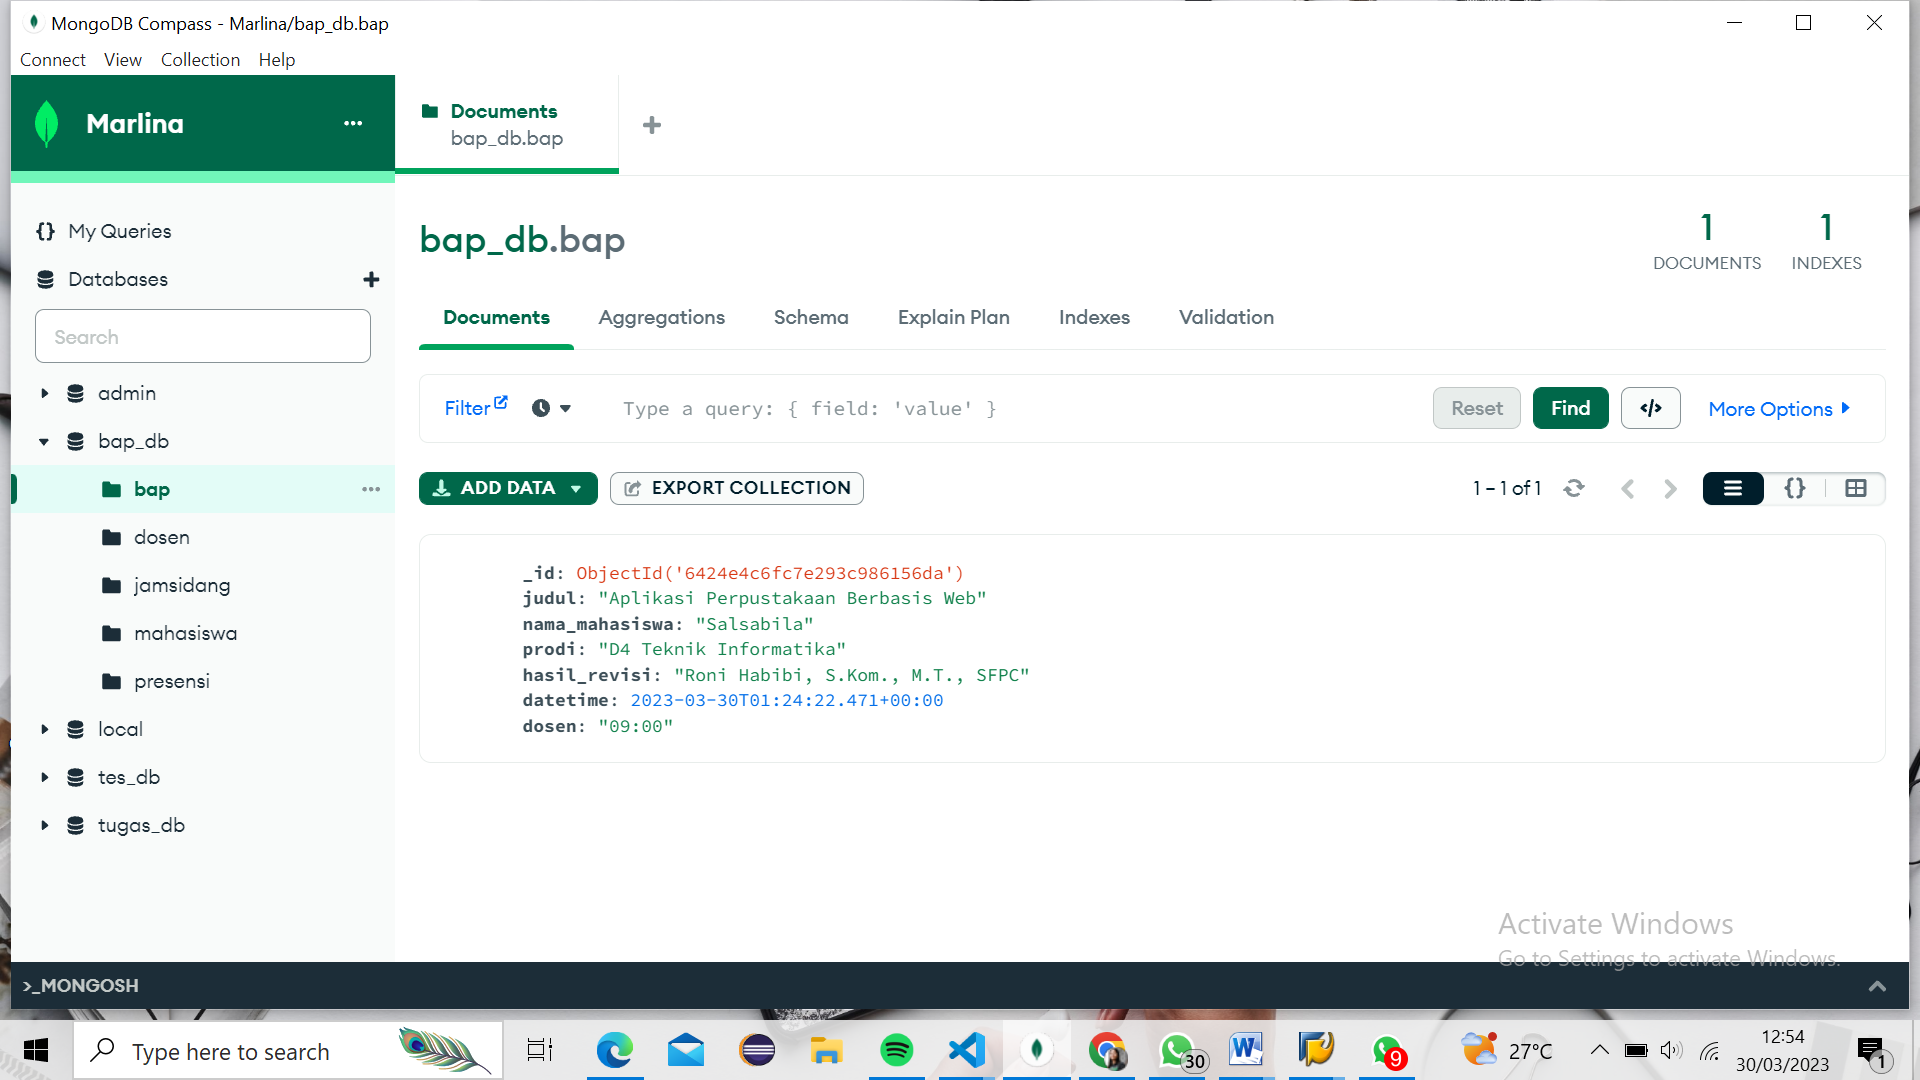 MongoDB Compass - Marlina/bap_db.bap
Connect View Collection Help
Marlina
Documents
bap_db.bap
My Queries
Databases
Search
admin
bap_db
bap
dosen
jamsidang
mahasiswa
presensi
local
tes_db
tugas_db
bap_db.bap
1
DOCUMENTS
1
INDEXES
Documents Aggregations Schema Explain Plan Indexes Validation
Filter Type a query: { field: 'value' } Reset Find </> More Options
ADD DATA EXPORT COLLECTION 1 – 1 of 1 {}
_id: ObjectId('6424e4c6fc7e293c986156da')
judul: "Aplikasi Perpustakaan Berbasis Web"
nama_mahasiswa: "Salsabila"
prodi: "D4 Teknik Informatika"
hasil_revisi: "Roni Habibi, S.Kom., M.T., SFPC"
datetime: 2023-03-30T01:24:22.471+00:00
dosen: "09:00"
Activate Windows
Go to Settings to activate Windows.
>_MONGOSH
Type here to search
30
9
27°C
12:54
30/03/2023
1